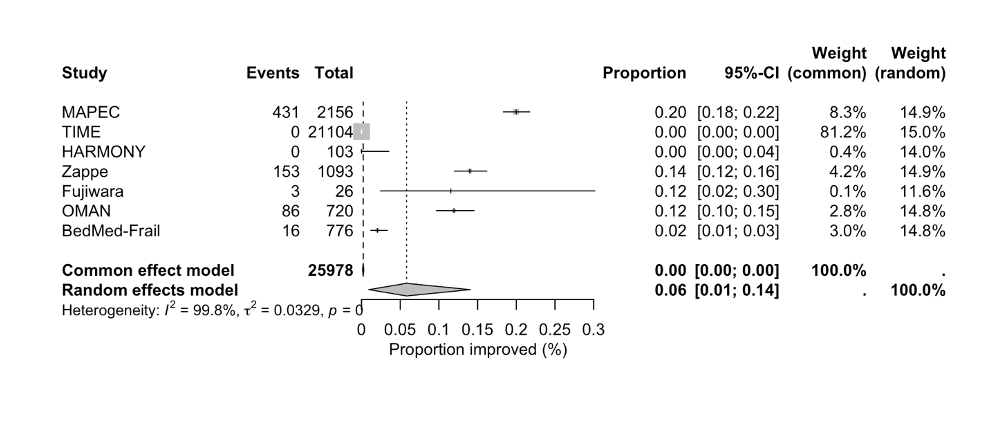 Weight Weight
Study Events Total Proportion 95%-CI (common) (random)
MAPEC 431 2156 0.20 [0.18; 0.22] 8.3% 14.9%
TIME 0 21104 0.00 [0.00; 0.00] 81.2% 15.0%
HARMONY 0 103 0.00 [0.00; 0.04] 0.4% 14.0%
Zappe 153 1093 0.14 [0.12; 0.16] 4.2% 14.9%
Fujiwara 3 26 0.12 [0.02; 0.30] 0.1% 11.6%
OMAN 86 720 0.12 [0.10; 0.15] 2.8% 14.8%
BedMed-Frail 16 776 0.02 [0.01; 0.03] 3.0% 14.8%
Common effect model 25978 0.00 [0.00; 0.00] 100.0% .
Random effects model 0.06 [0.01; 0.14] . 100.0%
Heterogeneity: I² = 99.8%, τ² = 0.0329, p = 0
0 0.05 0.1 0.15 0.2 0.25 0.3
Proportion improved (%)